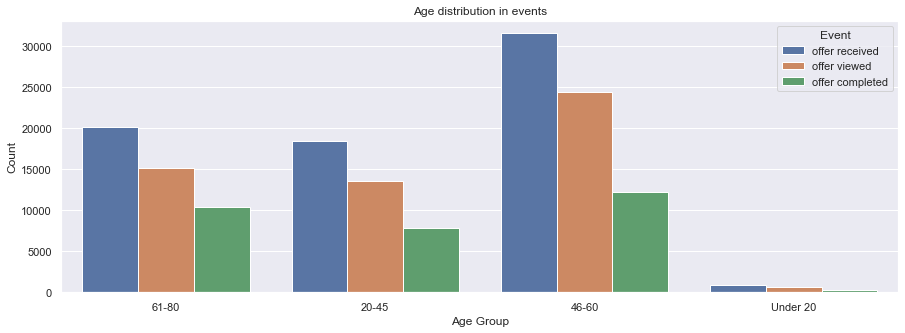 Age distribution in events
Event
offer received
offer viewed
offer completed
Count
30000
25000
20000
15000
10000
5000
0
61-80
20-45
46-60
Under 20
Age Group